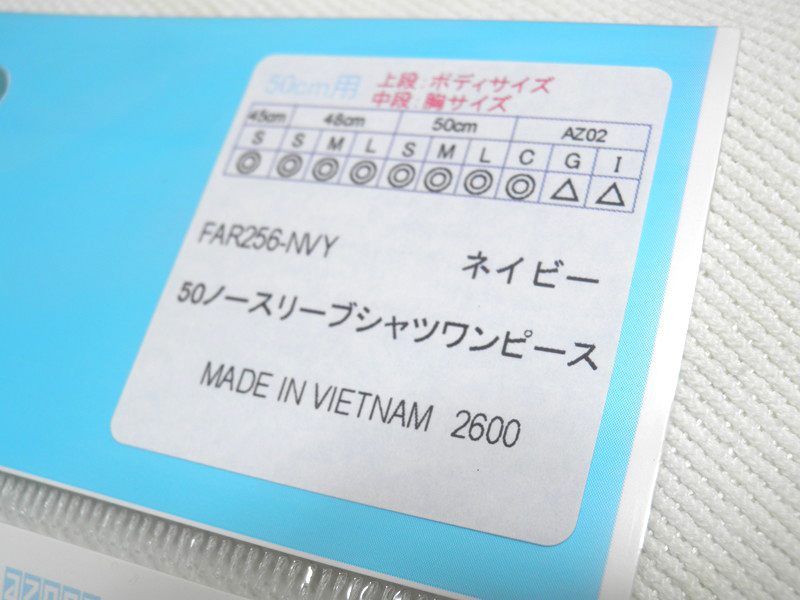 50cm用 上段:ボディサイズ
中段:胸サイズ
45cm 48cm 50cm AZ02
S S M L S M L C G I
◎ ◎ ◎ ◎ ◎ ◎ ◎ ◎ △ △
FAR256-NVY ネイビー
50ノースリーブシャツワンピース
MADE IN VIETNAM 2600